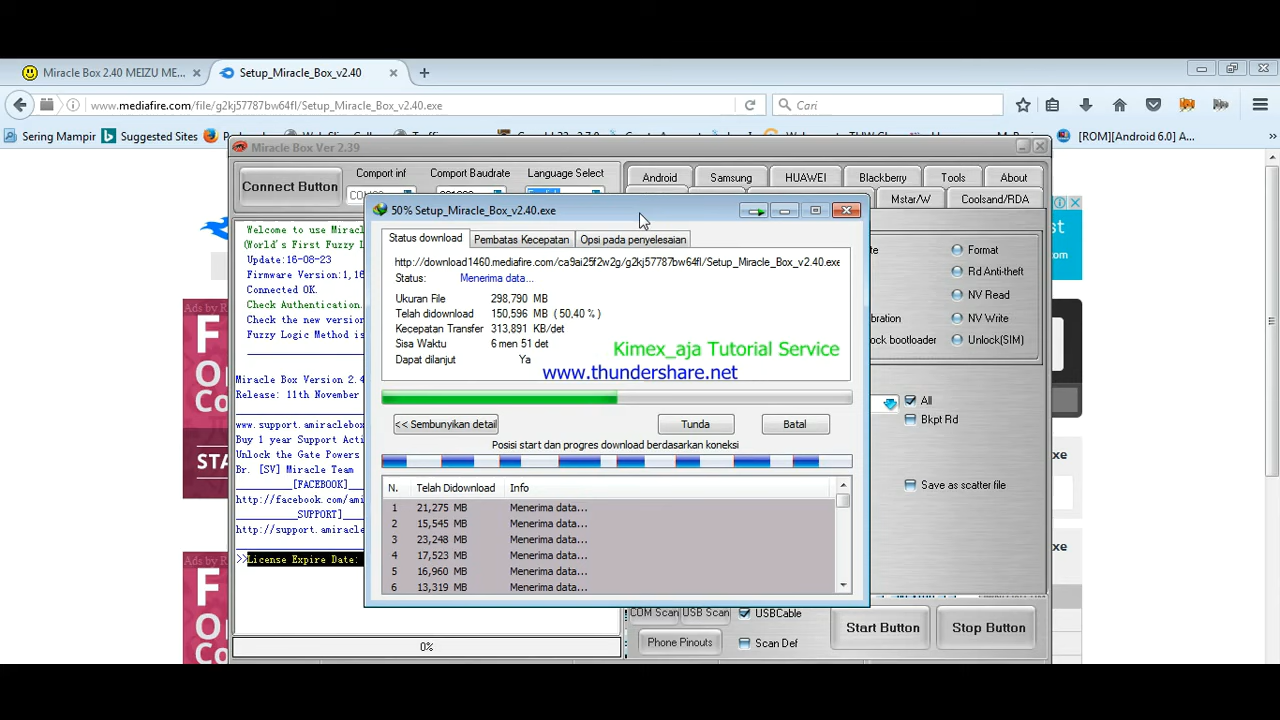 Miracle Box 2.40 MEIZU ME...
Setup_Miracle_Box_v2.40
www.mediafire.com/file/g2kj57787bw64fl/Setup_Miracle_Box_v2.40.exe
Cari
Sering Mampir
Suggested Sites
[ROM][Android 6.0] A...
Miracle Box Ver 2.39
Connect Button
Comport inf
Comport Baudrate
Language Select
Android
Samsung
HUAWEI
Blackberry
Tools
About
Mstar/W
Coolsand/RDA
Welcome to use Miracl
(World's First Fuzzy L
Update:16-08-23
Firmware Version:1,16
Connected OK.
Check Authentication.
Check the new version
Fuzzy Logic Method is
Miracle Box Version 2.4
Release: 11th November
www.support.amiraclebox
Buy 1 year Support Acti
Unlock the Gate Powers
Br. [SV] Miracle Team
[FACEBOOK]
http://facebook.com/ami
SUPPORT]
http://support.amiracle
>>License Expire Date:
0%
50% Setup_Miracle_Box_v2.40.exe
Status download
Pembatas Kecepatan
Opsi pada penyelesaian
http://download1460.mediafire.com/ca9ai25f2w2g/g2kj57787bw64fl/Setup_Miracle_Box_v2.40.exe
Status: Menerima data...
Ukuran File 298,790 MB
Telah didownload 150,596 MB ( 50,40 % )
Kecepatan Transfer 313,891 KB/det
Sisa Waktu 6 men 51 det
Dapat dilanjut Ya
Kimex_aja Tutorial Service
www.thundershare.net
<< Sembunyikan detail
Tunda
Batal
Posisi start dan progres download berdasarkan koneksi
N. Telah Didownload Info
1 21,275 MB Menerima data...
2 15,545 MB Menerima data...
3 23,248 MB Menerima data...
4 17,523 MB Menerima data...
5 16,960 MB Menerima data...
6 13,319 MB Menerima data...
Format
Rd Anti-theft
NV Read
NV Write
bration
ock bootloader
Unlock(SIM)
All
Bkpt Rd
Save as scatter file
COM Scan
USB Scan
USBCable
Phone Pinouts
Scan Def
Start Button
Stop Button
Ads by